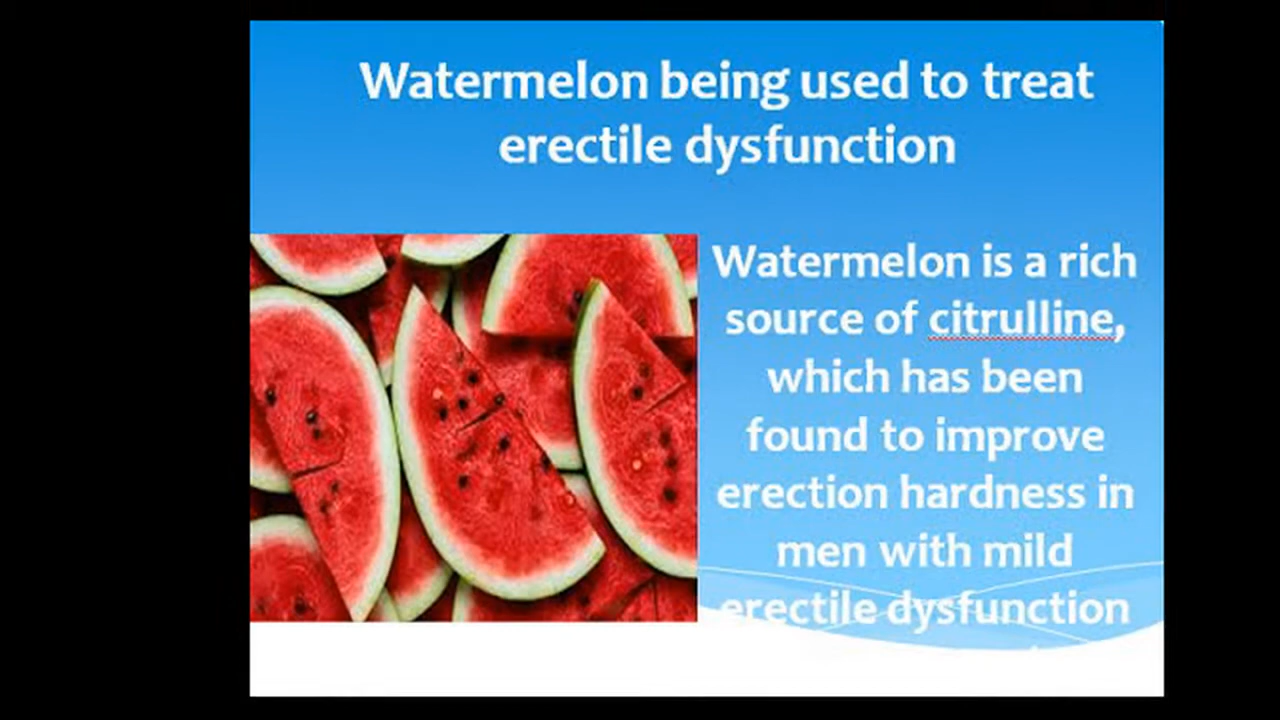 Watermelon being used to treat
erectile dysfunction
Watermelon is a rich
source of citrulline,
which has been
found to improve
erection hardness in
men with mild
erectile dysfunction